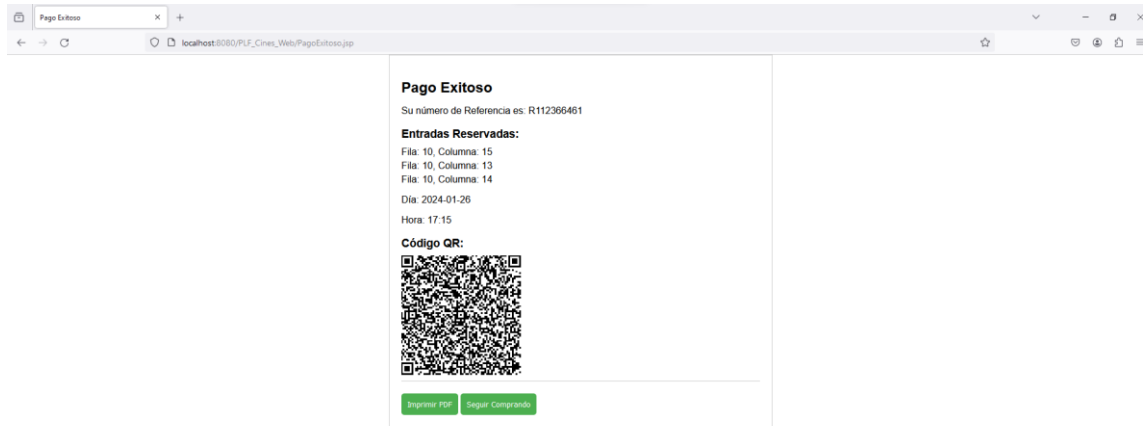 Pago Exitoso
localhost:8080/PLF_Cines_Web/PagoExitoso.jsp
Pago Exitoso
Su número de Referencia es: R112366461
Entradas Reservadas:
Fila: 10, Columna: 15
Fila: 10, Columna: 13
Fila: 10, Columna: 14
Día: 2024-01-26
Hora: 17:15
Código QR:
Imprimir PDF Seguir Comprando